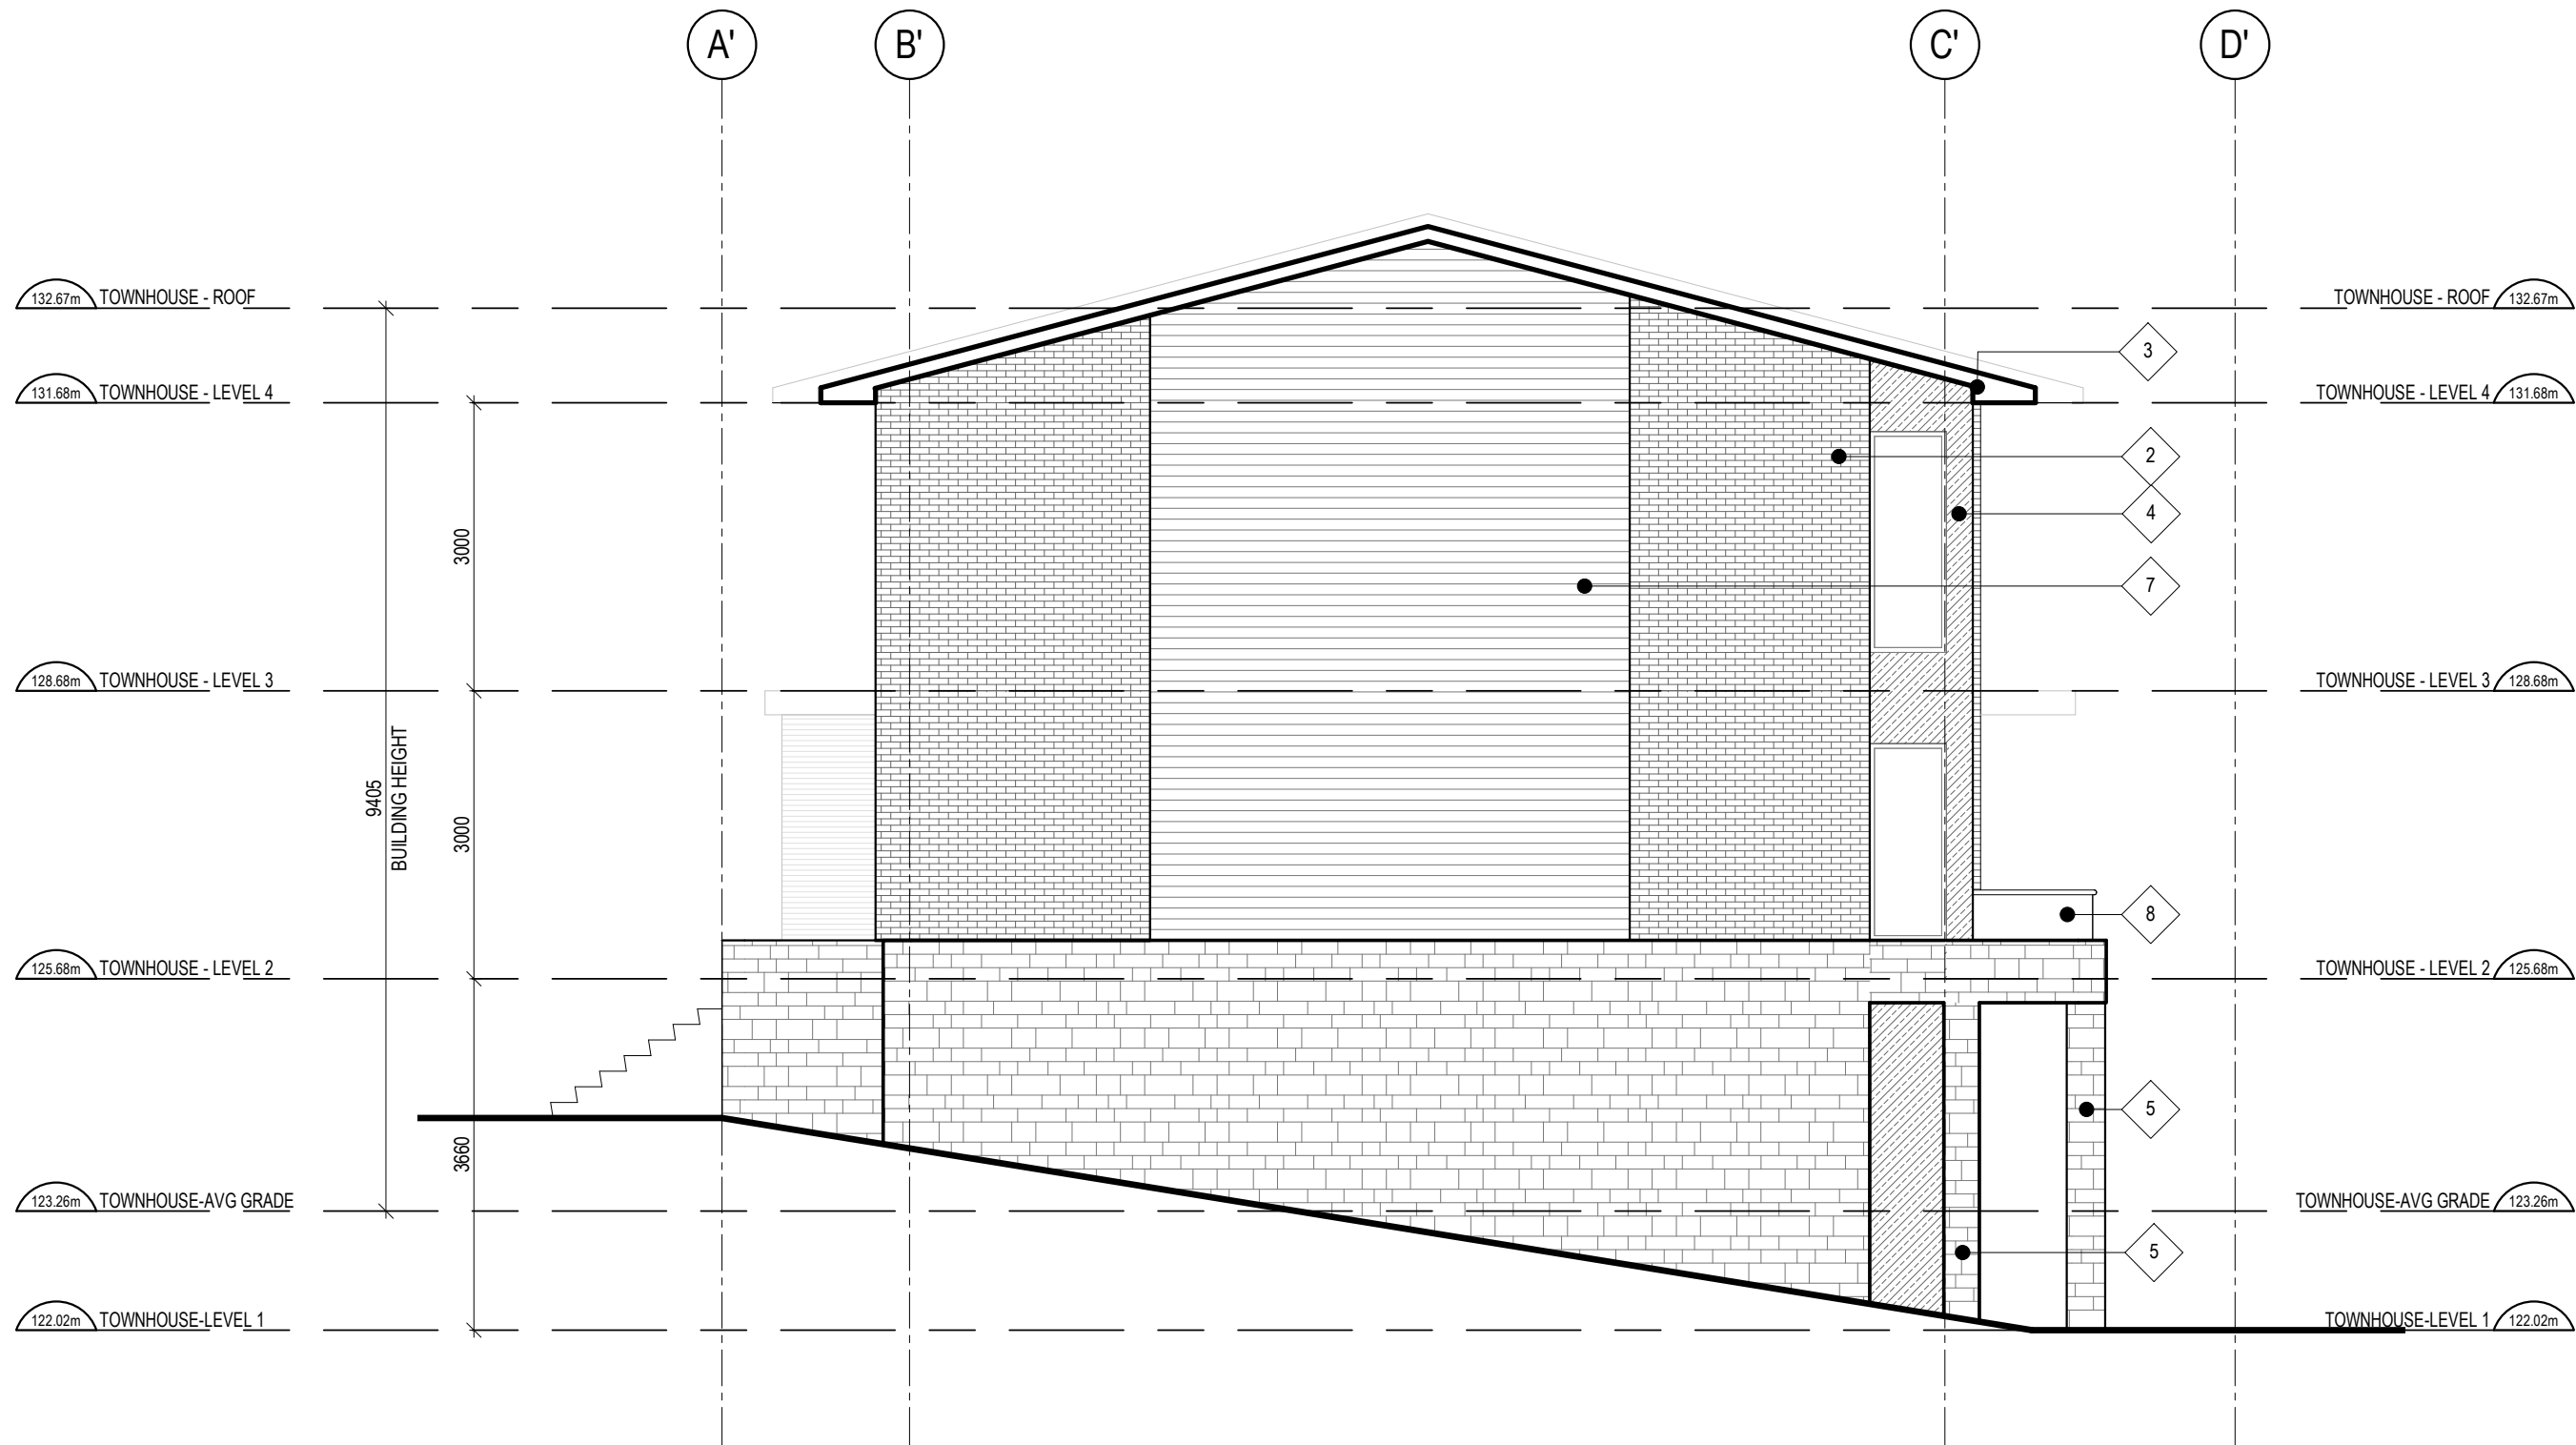 A'
B'
C'
D'
132.67m TOWNHOUSE - ROOF
TOWNHOUSE - ROOF 132.67m
3
131.68m TOWNHOUSE - LEVEL 4
TOWNHOUSE - LEVEL 4 131.68m
2
4
3000
7
128.68m TOWNHOUSE - LEVEL 3
TOWNHOUSE - LEVEL 3 128.68m
9405
BUILDING HEIGHT
3000
8
125.68m TOWNHOUSE - LEVEL 2
TOWNHOUSE - LEVEL 2 125.68m
5
3660
123.26m TOWNHOUSE-AVG GRADE
TOWNHOUSE-AVG GRADE 123.26m
5
122.02m TOWNHOUSE-LEVEL 1
TOWNHOUSE-LEVEL 1 122.02m